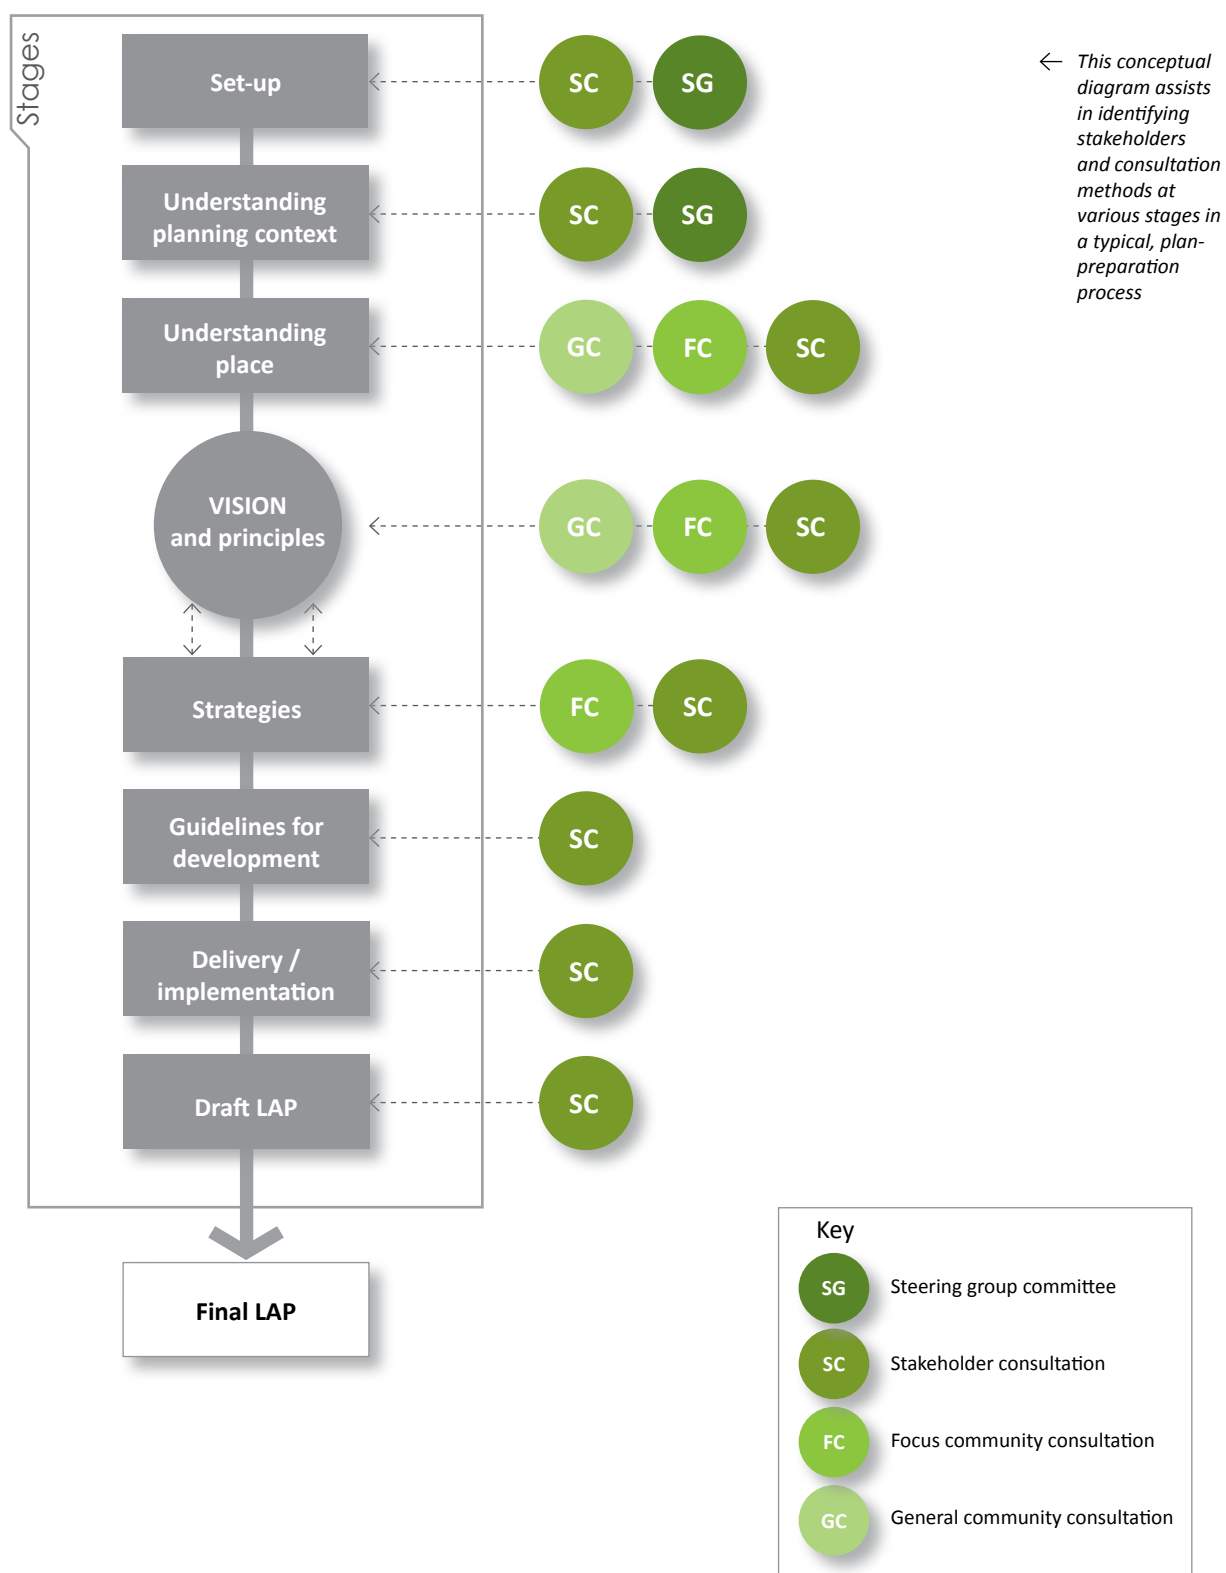 Stages
Set-up
SC
SG
Understanding
planning context
SC
SG
Understanding
place
GC
FC
SC
VISION
and principles
GC
FC
SC
Strategies
FC
SC
Guidelines for
development
SC
Delivery /
implementation
SC
Draft LAP
SC
Final LAP
This conceptual
diagram assists
in identifying
stakeholders
and consultation
methods at
various stages in
a typical, plan-
preparation
process
Key
SG Steering group committee
SC Stakeholder consultation
FC Focus community consultation
GC General community consultation